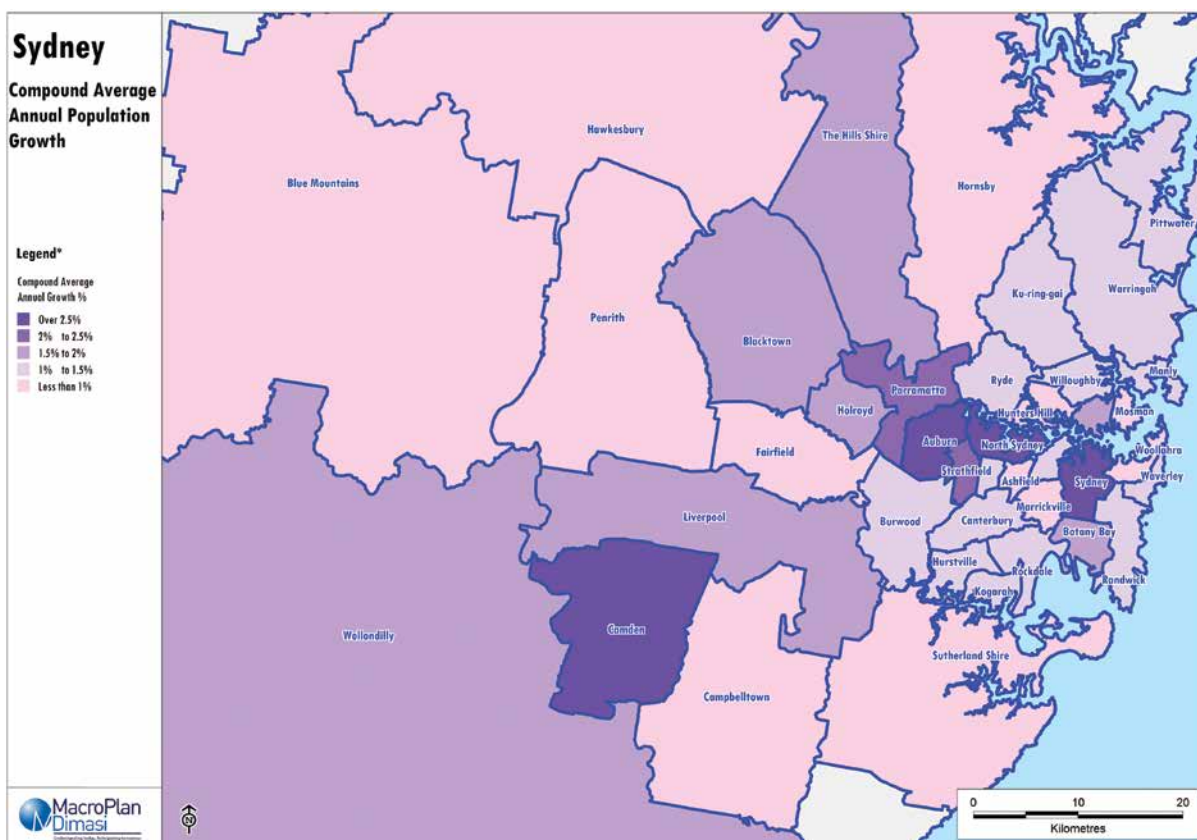 Sydney
Compound Average
Annual Population
Growth
Legend*
Compound Average
Annual Growth %
Over 2.5%
2% to 2.5%
1.5% to 2%
1% to 1.5%
Less than 1%
MacroPlan
Dimasi
Hawkesbury
The Hills Shire
Blue Mountains
Hornsby
Pittwater
Ku-ring-gai
Warringah
Penrith
Blacktown
Parramatta
Ryde
Willoughby
Manly
Holroyd
Hunters Hill
Mosman
Fairfield
Auburn
North Sydney
Woollahra
Strathfield
Ashfield
Sydney
Waverley
Marrickville
Liverpool
Burwood
Canterbury
Botany Bay
Hurstville
Rockdale
Randwick
Kogarah
Wollondilly
Camden
Sutherland Shire
Campbelltown
N
0 10 20
Kilometres